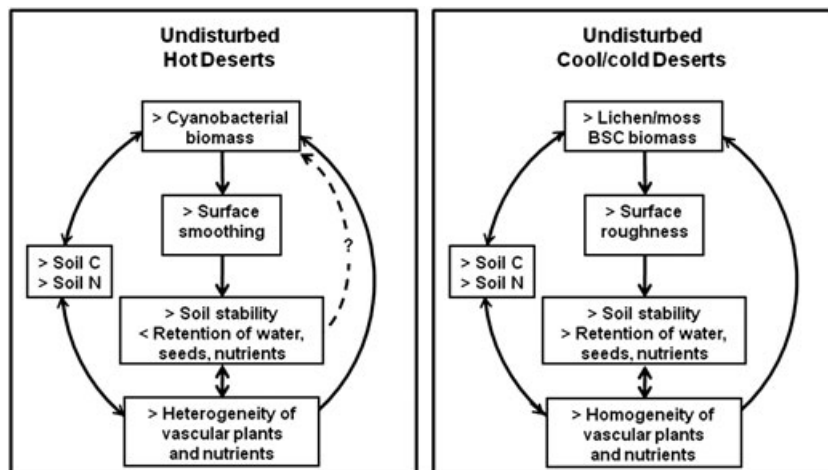 Undisturbed
Hot Deserts
> Cyanobacterial
biomass
> Surface
smoothing
?
> Soil C
> Soil N
> Soil stability
< Retention of water,
seeds, nutrients
> Heterogeneity of
vascular plants
and nutrients
Undisturbed
Cool/cold Deserts
> Lichen/moss
BSC biomass
> Surface
roughness
> Soil C
> Soil N
> Soil stability
> Retention of water,
seeds, nutrients
> Homogeneity of
vascular plants
and nutrients